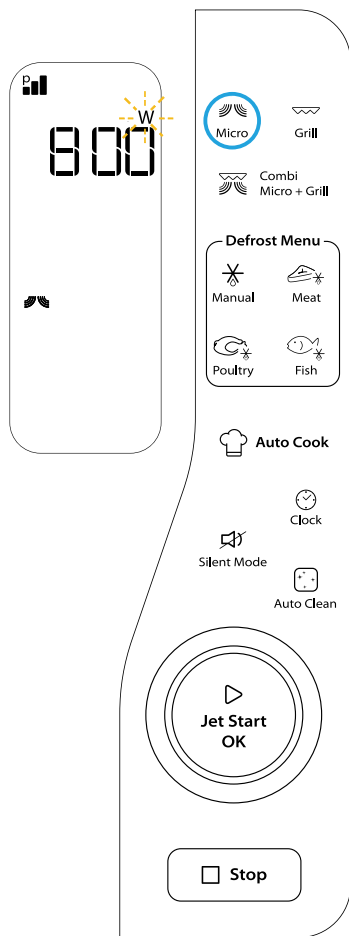 P
W
800
Micro
Grill
Combi
Micro + Grill
Defrost Menu
Manual
Meat
Poultry
Fish
Auto Cook
Clock
Silent Mode
Auto Clean
Jet Start
OK
Stop